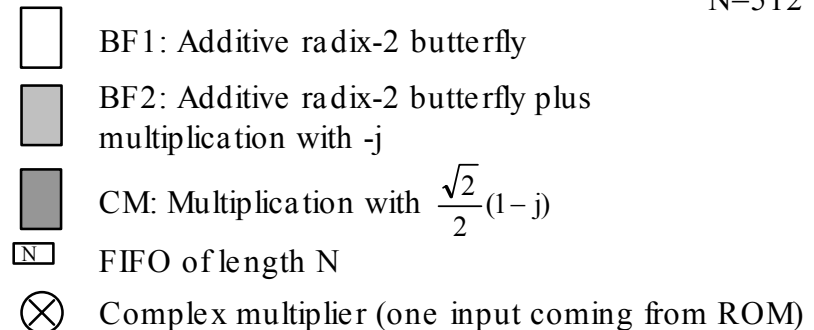 N=512
BF1: Additive radix-2 butterfly
BF2: Additive radix-2 butterfly plus
multiplication with -j
CM: Multiplication with √2/2 (1– j)
N FIFO of length N
Complex multiplier (one input coming from ROM)